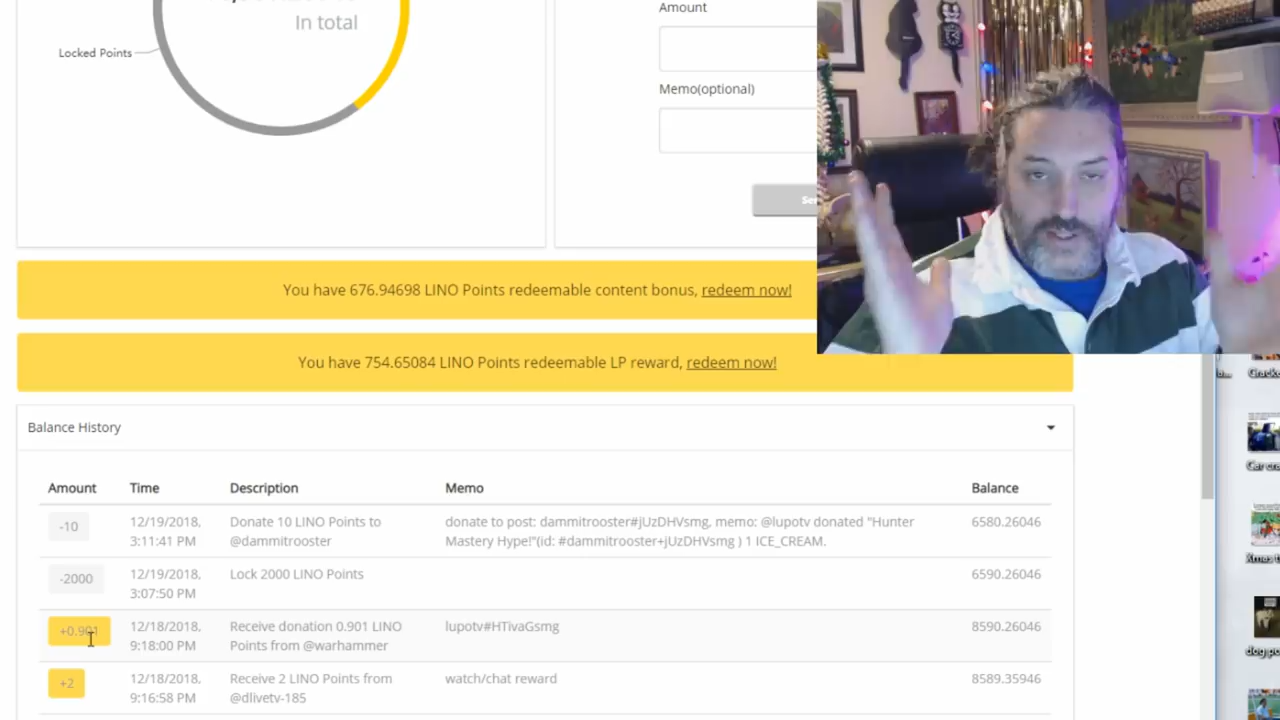 In total
Locked Points
Amount
Memo(optional)
You have 676.94698 LINO Points redeemable content bonus, redeem now!
You have 754.65084 LINO Points redeemable LP reward, redeem now!
Balance History
Amount Time Description Memo Balance
-10 12/19/2018, 3:11:41 PM Donate 10 LINO Points to @dammitrooster donate to post: dammitrooster#jUzDHVsmg, memo: @lupotv donated "Hunter Mastery Hype!"(id: #dammitrooster+jUzDHVsmg ) 1 ICE_CREAM. 6580.26046
-2000 12/19/2018, 3:07:50 PM Lock 2000 LINO Points 6590.26046
+0.901 12/18/2018, 9:18:00 PM Receive donation 0.901 LINO Points from @warhammer lupotv#HTivaGsmg 8590.26046
+2 12/18/2018, 9:16:58 PM Receive 2 LINO Points from @dlivetv-185 watch/chat reward 8589.35946